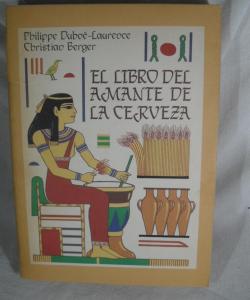 Philippe Duboë-Laurence
Christian Berger
EL LIBRO DEL
AMANTE DE
LA CERVEZA